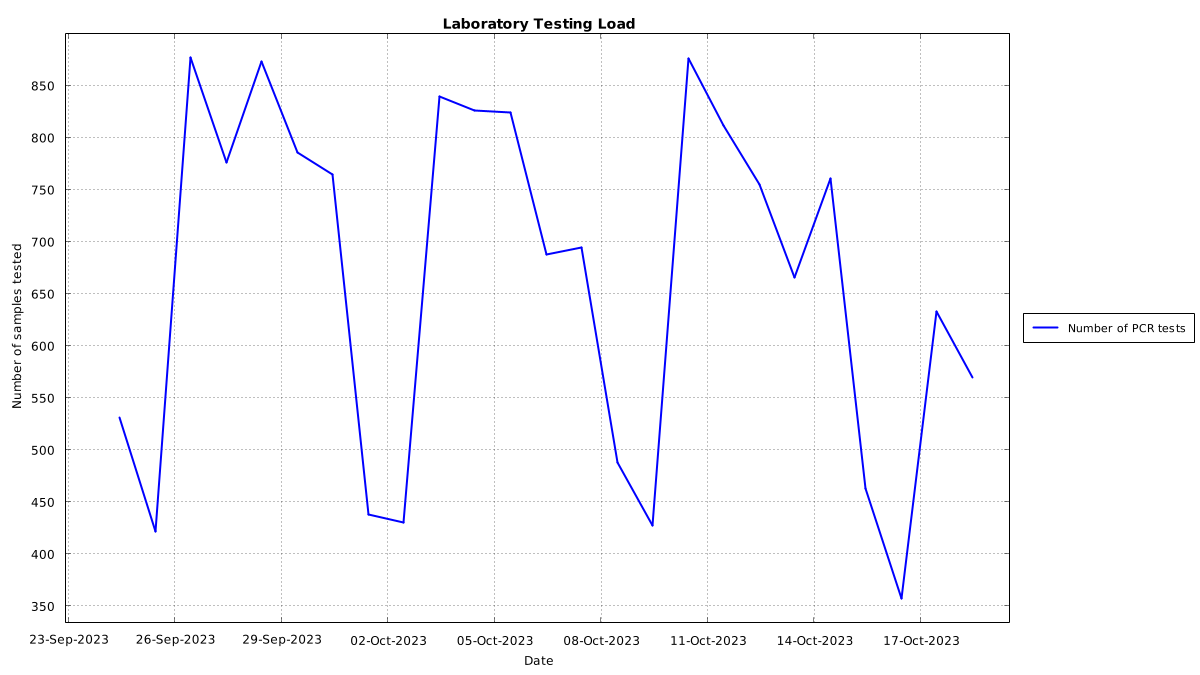 Laboratory Testing Load
Number of samples tested
850
800
750
700
650
600
550
500
450
400
350
23-Sep-2023 26-Sep-2023 29-Sep-2023 02-Oct-2023 05-Oct-2023 08-Oct-2023 11-Oct-2023 14-Oct-2023 17-Oct-2023
Date
Number of PCR tests